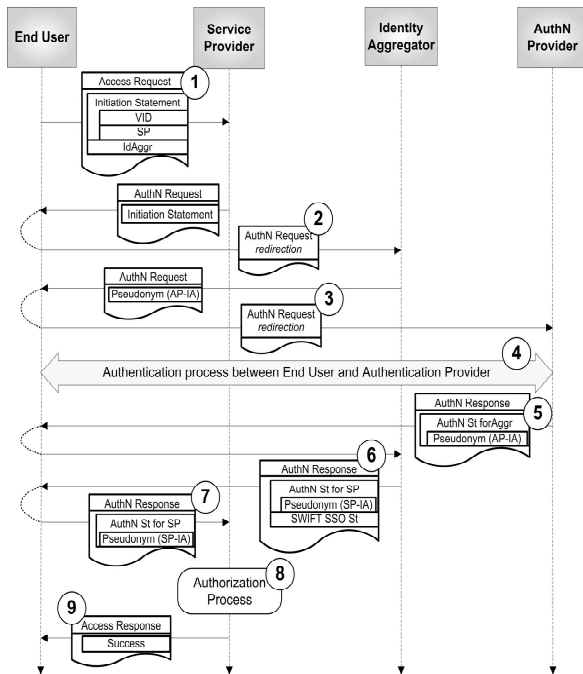 End User
Service
Provider
Identity
Aggregator
AuthN
Provider
1
Access Request
Initiation Statement
VID
SP
IdAggr
AuthN Request
Initiation Statement
2
AuthN Request
redirection
AuthN Request
Pseudonym (AP-IA)
3
AuthN Request
redirection
4
Authentication process between End User and Authentication Provider
5
AuthN Response
AuthN St forAggr
Pseudonym (AP-IA)
6
AuthN Response
AuthN St for SP
Pseudonym (SP-IA)
SWIFT SSO St
7
AuthN Response
AuthN St for SP
Pseudonym (SP-IA)
8
Authorization
Process
9
Access Response
Success